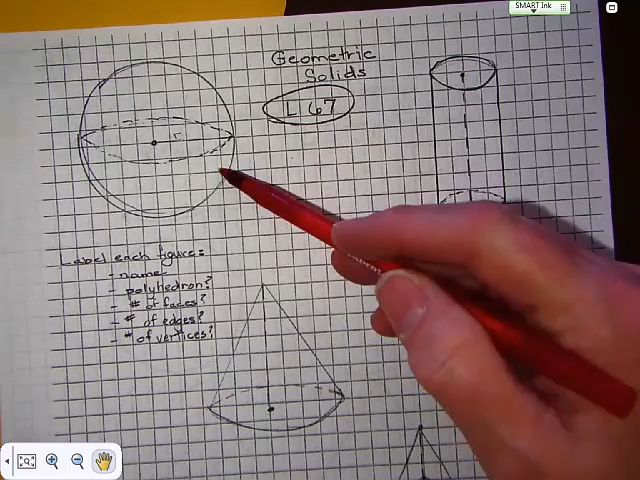 SMART Ink
Geometric
Solids
L 67
r
Label each figure:
- name
- polyhedron?
- # of faces?
- # of edges?
- # of vertices?